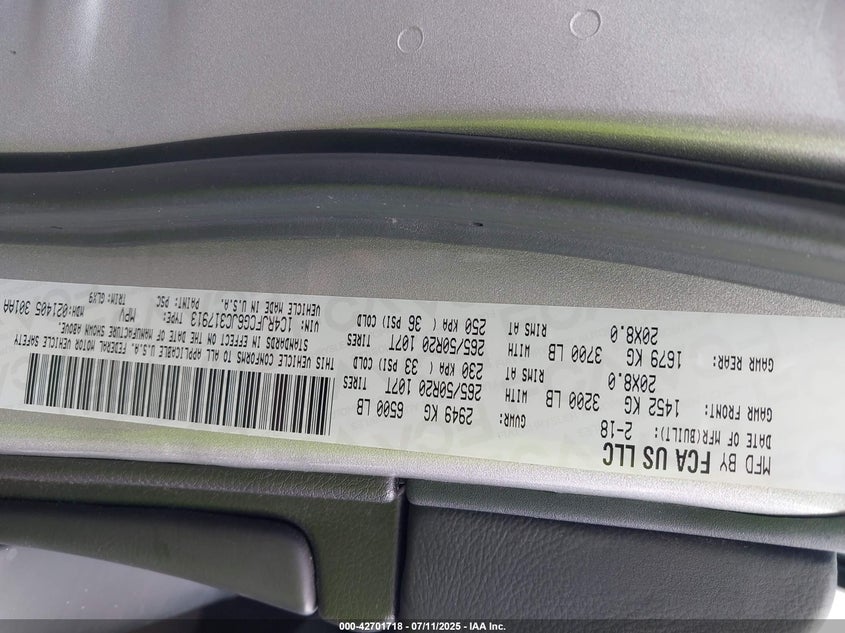 MFD BY FCA US LLC
DATE OF MFR(BUILT): 2-18
GVWR: 2949 KG 6500 LB
GAWR FRONT: 1452 KG 3200 LB WITH 265/50R20 107T TIRES
20X8.0 RIMS AT 230 KPA ( 33 PSI) COLD
GAWR REAR: 1679 KG 3700 LB WITH 265/50R20 107T TIRES
20X8.0 RIMS AT 250 KPA ( 36 PSI) COLD
THIS VEHICLE CONFORMS TO ALL APPLICABLE U.S.A. FEDERAL MOTOR VEHICLE SAFETY
STANDARDS IN EFFECT ON THE DATE OF MANUFACTURE SHOWN ABOVE.
VIN: 1C4RJFCG6JC317913 TYPE: MPV MDH:021405 301AA
VEHICLE MADE IN U.S.A. PAINT: PSC TRIM: GLX9
000-42701718 - 07/11/2025 - IAA Inc.